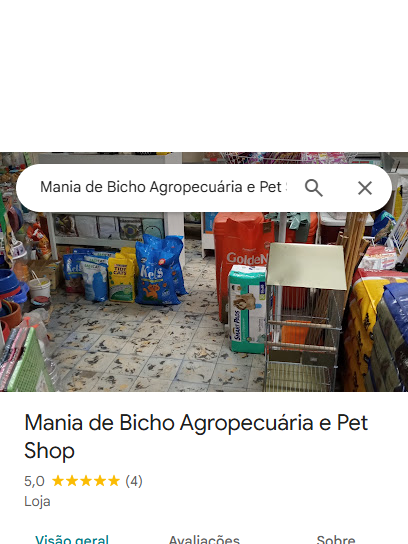 Mania de Bicho Agropecuária e Pet
GoldeN
Kets
CATS
Mania de Bicho Agropecuária e Pet
Shop
5,0 ★★★★★ (4)
Loja
Visão geral Avaliações Sobre